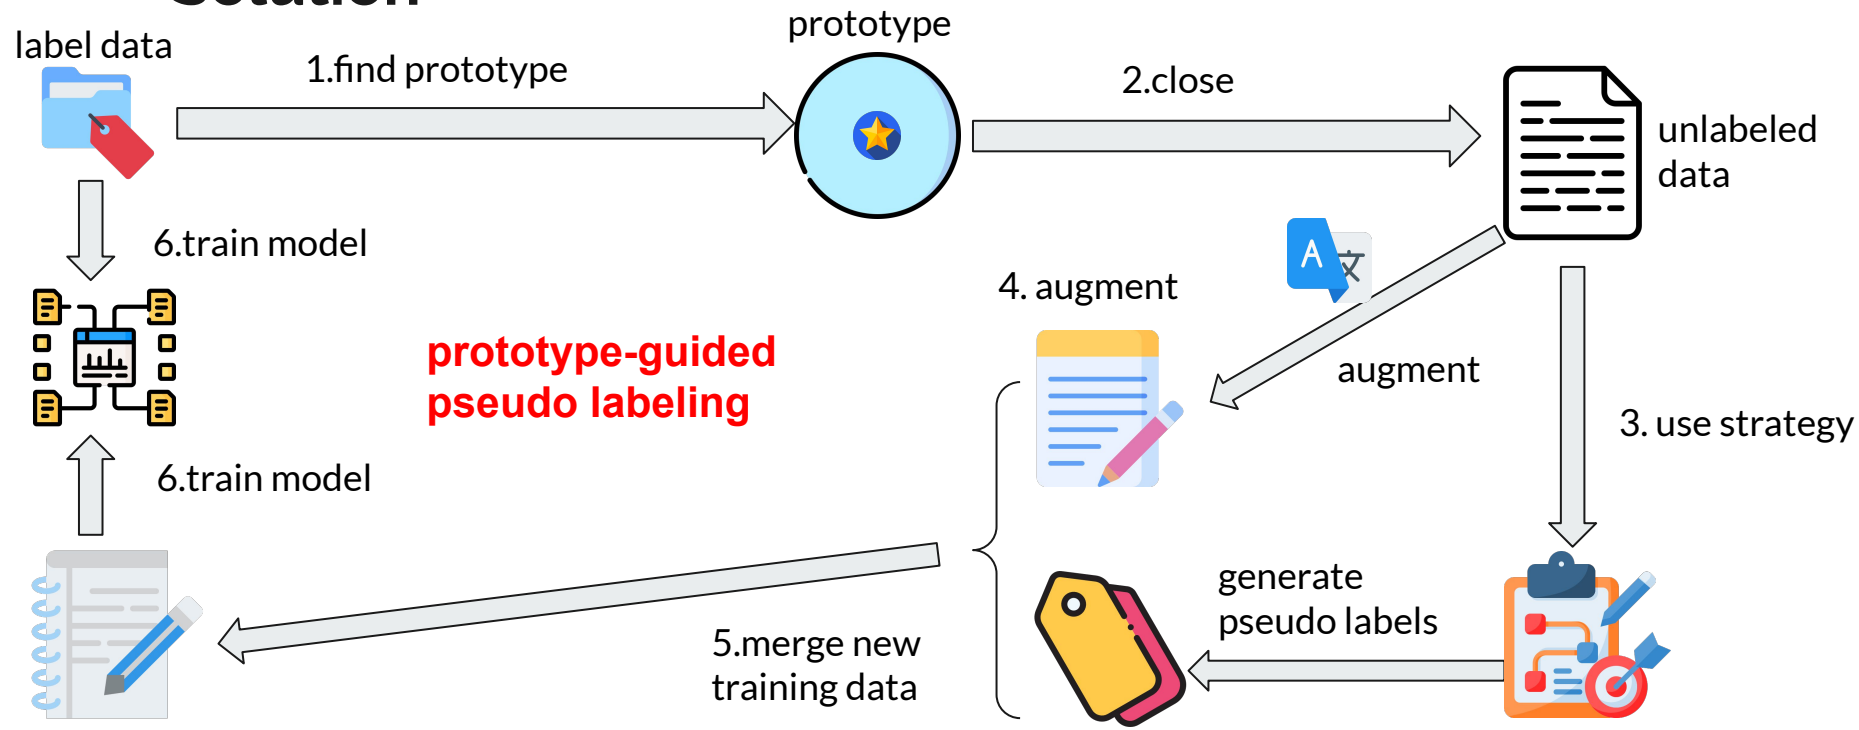 label data
1.find prototype
prototype
2.close
unlabeled
data
6.train model
A 文
4. augment
augment
prototype-guided
pseudo labeling
3. use strategy
6.train model
generate
pseudo labels
5.merge new
training data